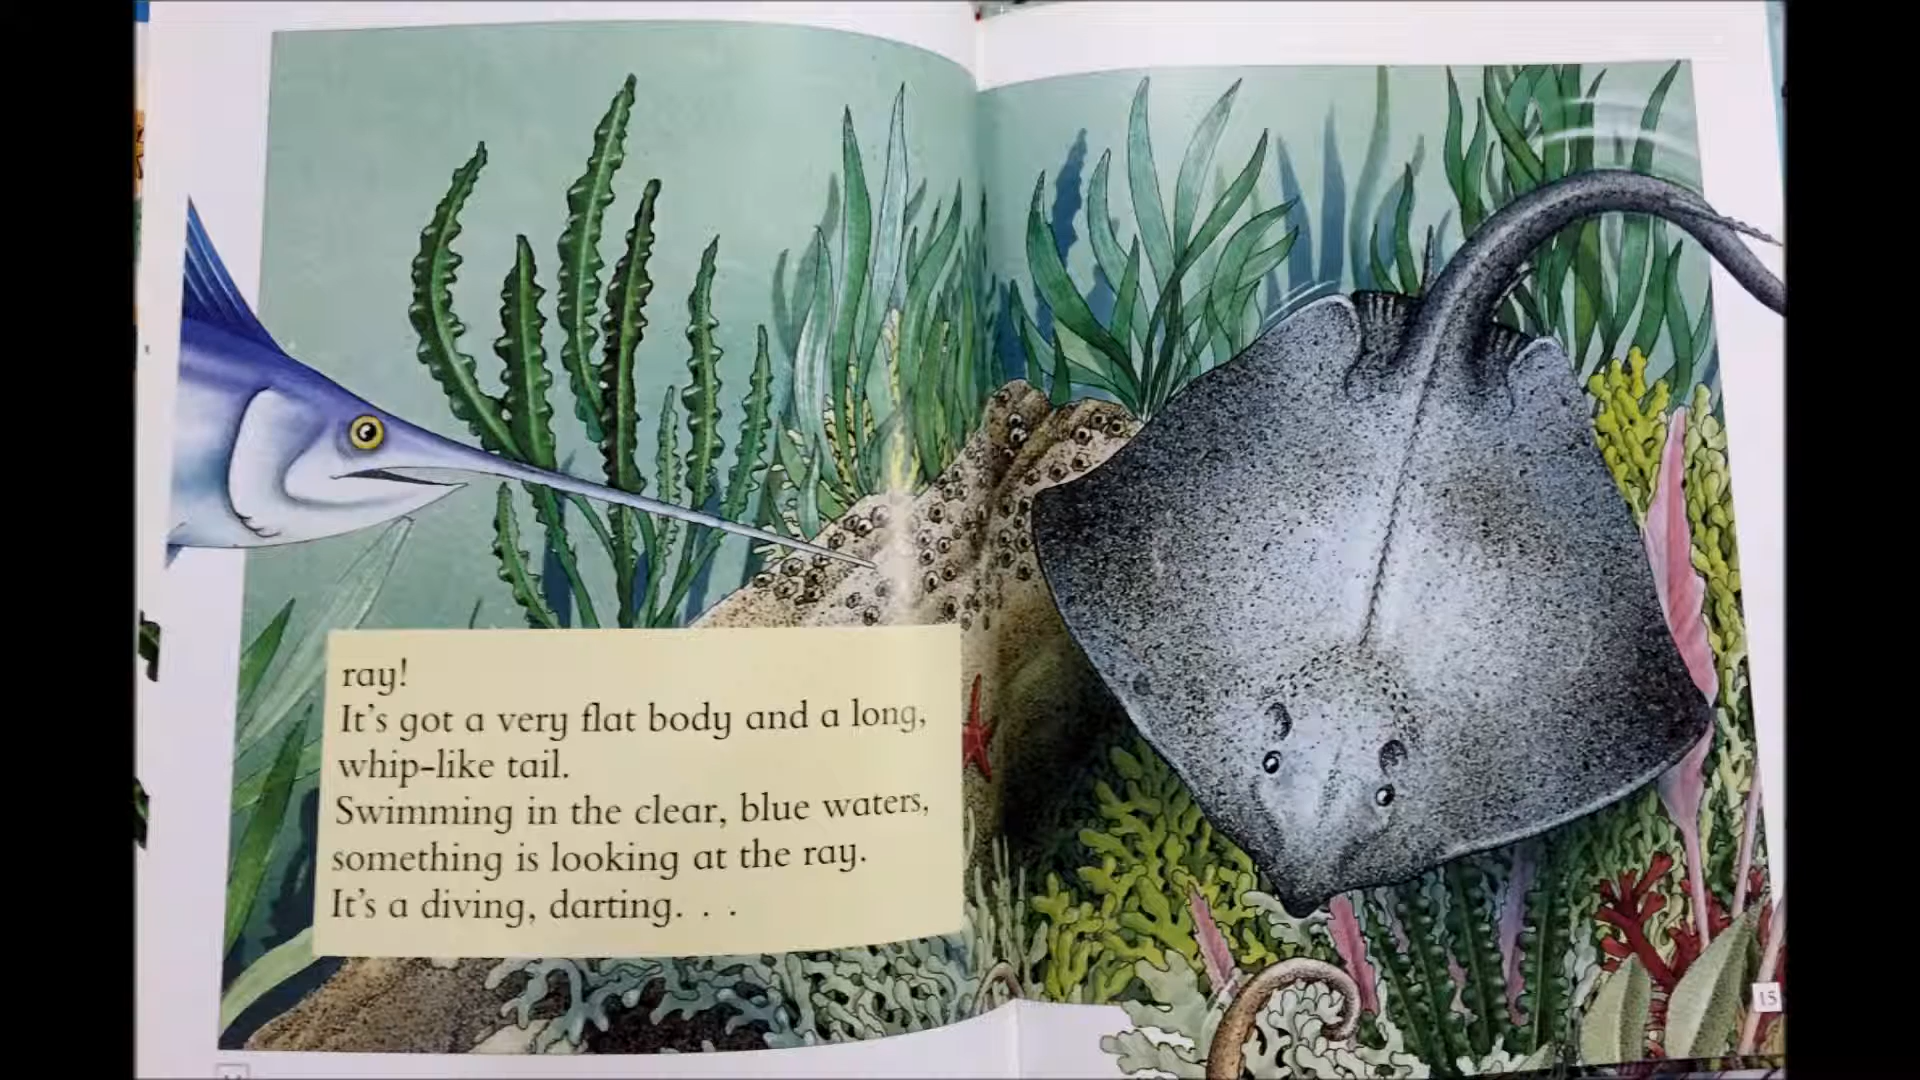 ray!
It's got a very flat body and a long,
whip-like tail.
Swimming in the clear, blue waters,
something is looking at the ray.
It's a diving, darting. . .
15